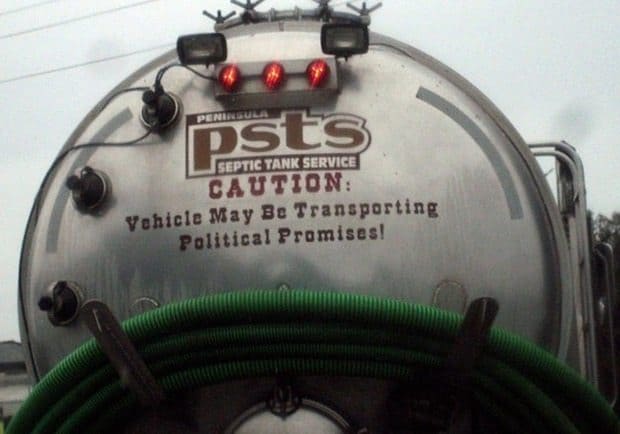 PENINSULA
psts
SEPTIC TANK SERVICE
CAUTION:
Vehicle May Be Transporting
Political Promises!